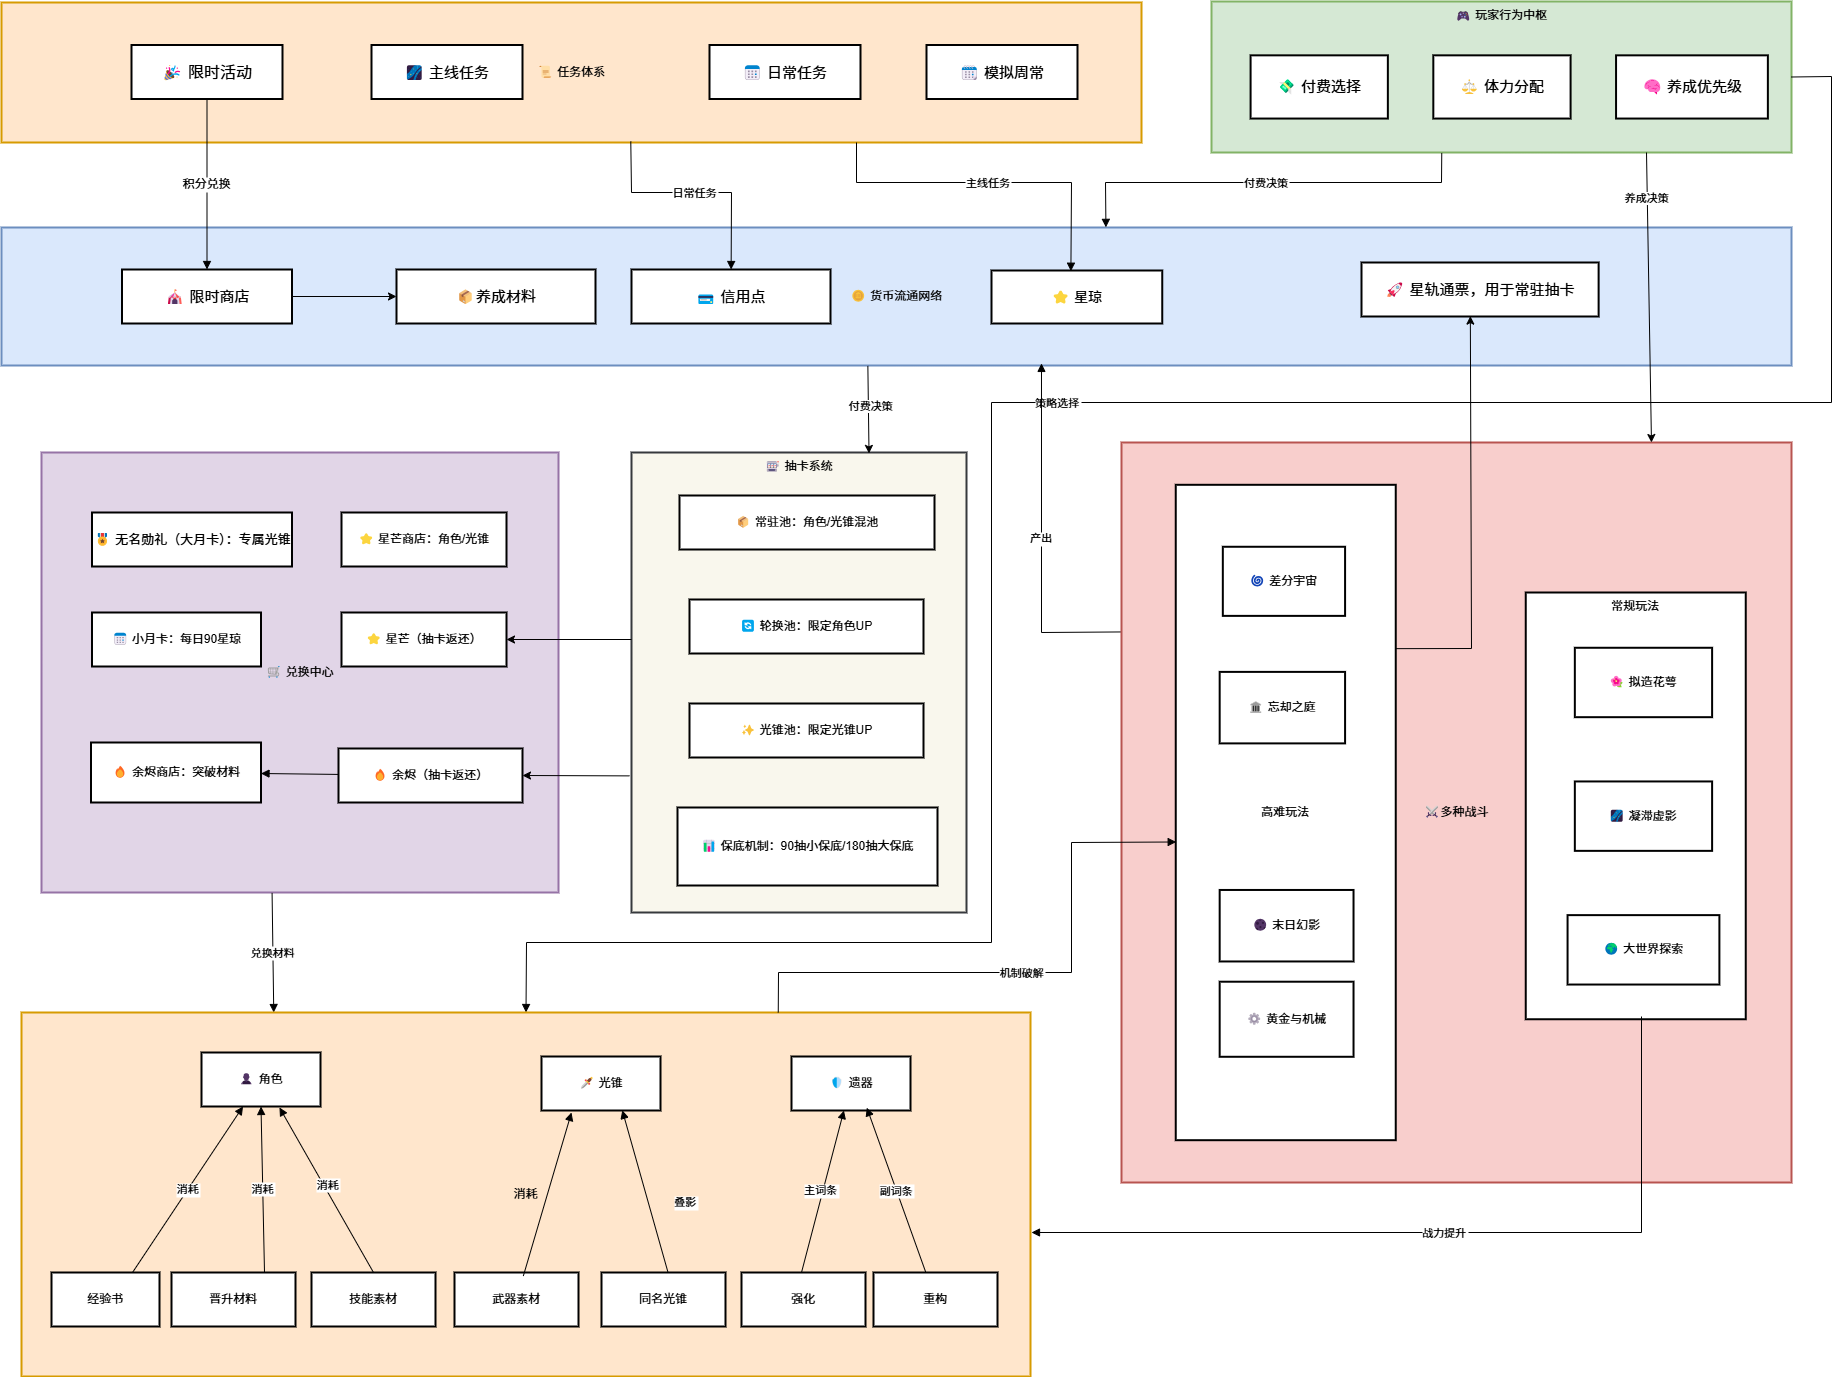 🎮 玩家行为中枢
🎉 限时活动
🌌 主线任务
📜 任务体系
📅 日常任务
📆 模拟周常
💸 付费选择
⚖️ 体力分配
🧠 养成优先级
积分兑换
日常任务
主线任务
付费决策
养成决策
🎪 限时商店
📦 养成材料
💳 信用点
🪙 货币流通网络
⭐ 星琼
🚀 星轨通票，用于常驻抽卡
付费决策
策略选择
🎰 抽卡系统
📦 常驻池：角色/光锥混池
🏅 无名勋礼（大月卡）：专属光锥
⭐ 星芒商店：角色/光锥
产出
🌀 差分宇宙
常规玩法
🔄 轮换池：限定角色UP
📅 小月卡：每日90星琼
⭐ 星芒（抽卡返还）
🛒 兑换中心
🌺 拟造花萼
🏛️ 忘却之庭
✨ 光锥池：限定光锥UP
🔥 余烬商店：突破材料
🔥 余烬（抽卡返还）
高难玩法
⚔️ 多种战斗
🌌 凝滞虚影
📊 保底机制：90抽小保底/180抽大保底
🌑 末日幻影
🌍 大世界探索
兑换材料
机制破解
⚙️ 黄金与机械
👤 角色
🗡️ 光锥
🛡️ 遗器
消耗
消耗
消耗
消耗
叠影
主词条
副词条
战力提升
经验书
晋升材料
技能素材
武器素材
同名光锥
强化
重构